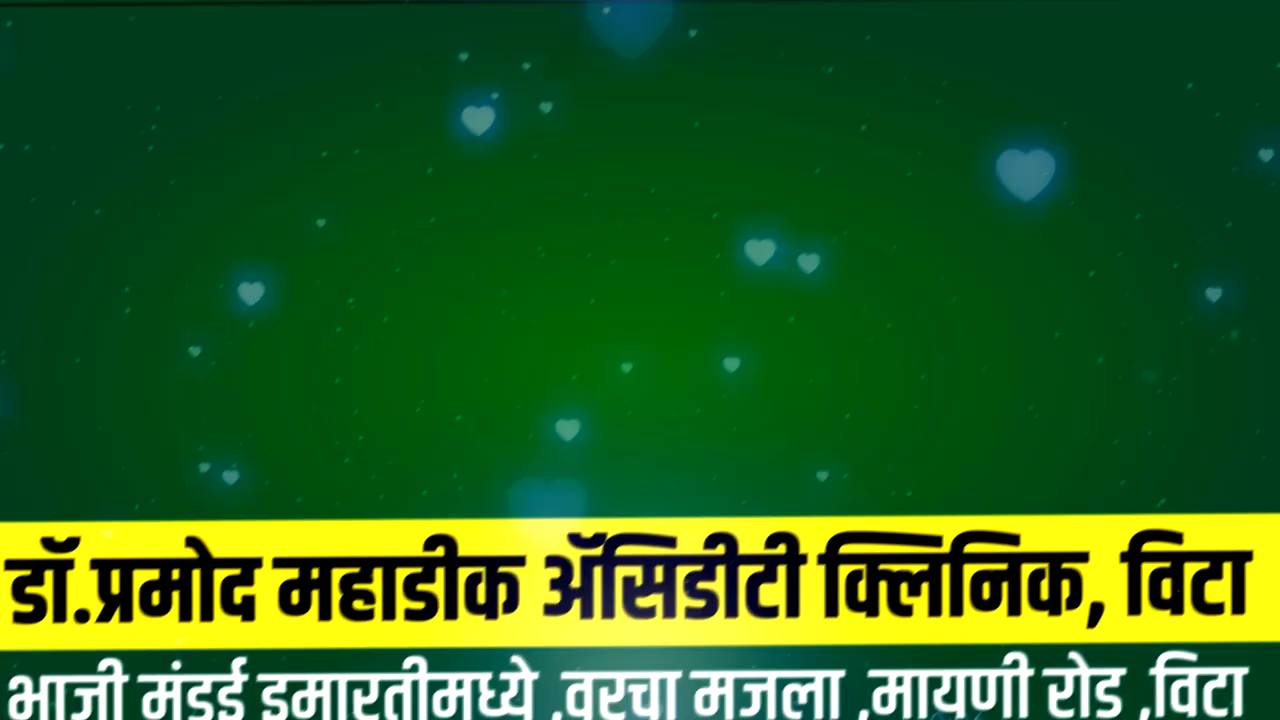 डॉ.प्रमोद महाडीक ॲसिडीटी क्लिनिक, विटा
भाजी मंडई इमारतीमध्ये ,वरचा मजला ,मायणी रोड ,विटा